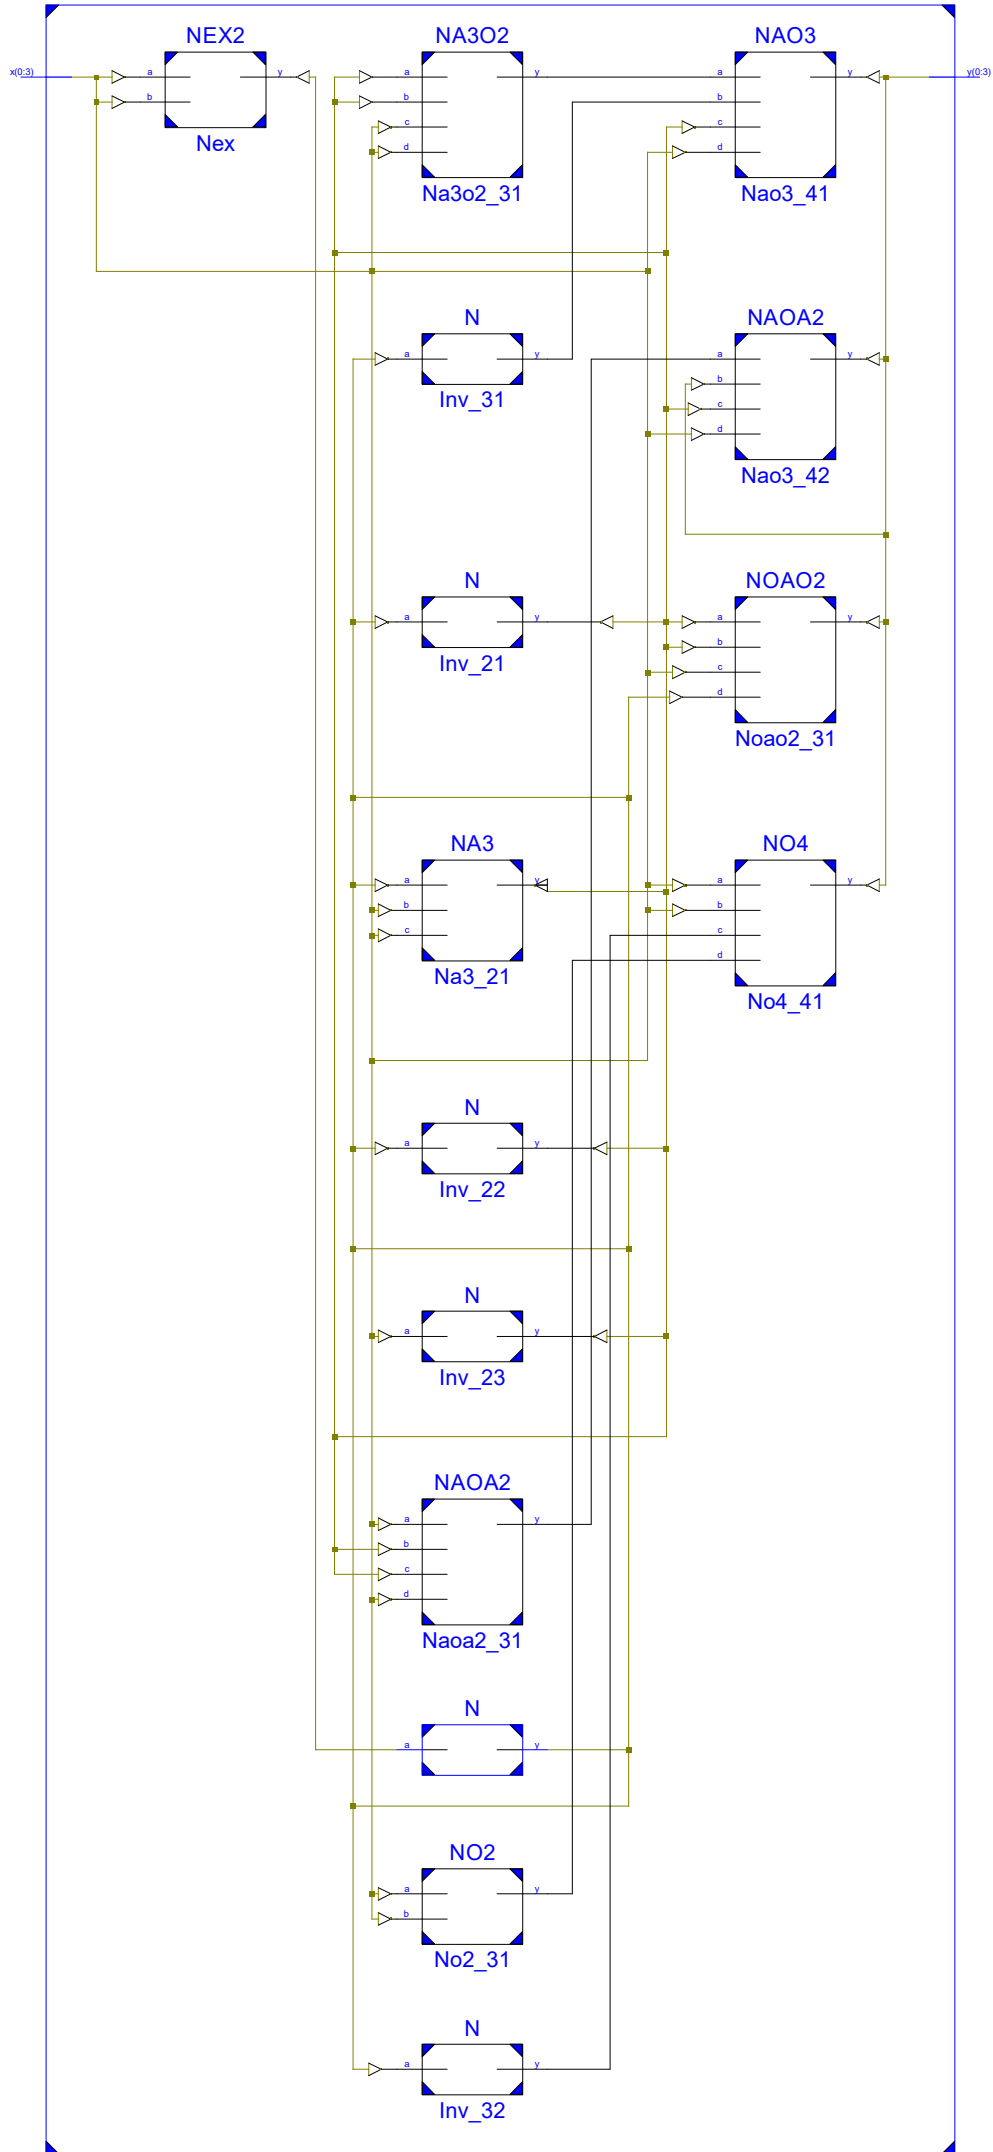 NEX2
NA3O2
NAO3
x(0:3)
a
y
a
y
a
y
y(0:3)
b
b
b
c
c
d
d
Nex
Na3o2_31
Nao3_41
N
NAOA2
a
y
a
y
b
Inv_31
c
d
Nao3_42
N
NOAO2
a
y
a
y
b
Inv_21
c
d
Noao2_31
NA3
NO4
a
y
a
y
b
b
c
c
d
Na3_21
No4_41
N
a
y
Inv_22
N
a
y
Inv_23
NAOA2
a
y
b
c
d
Naoa2_31
N
a
y
NO2
a
y
b
No2_31
N
a
y
Inv_32